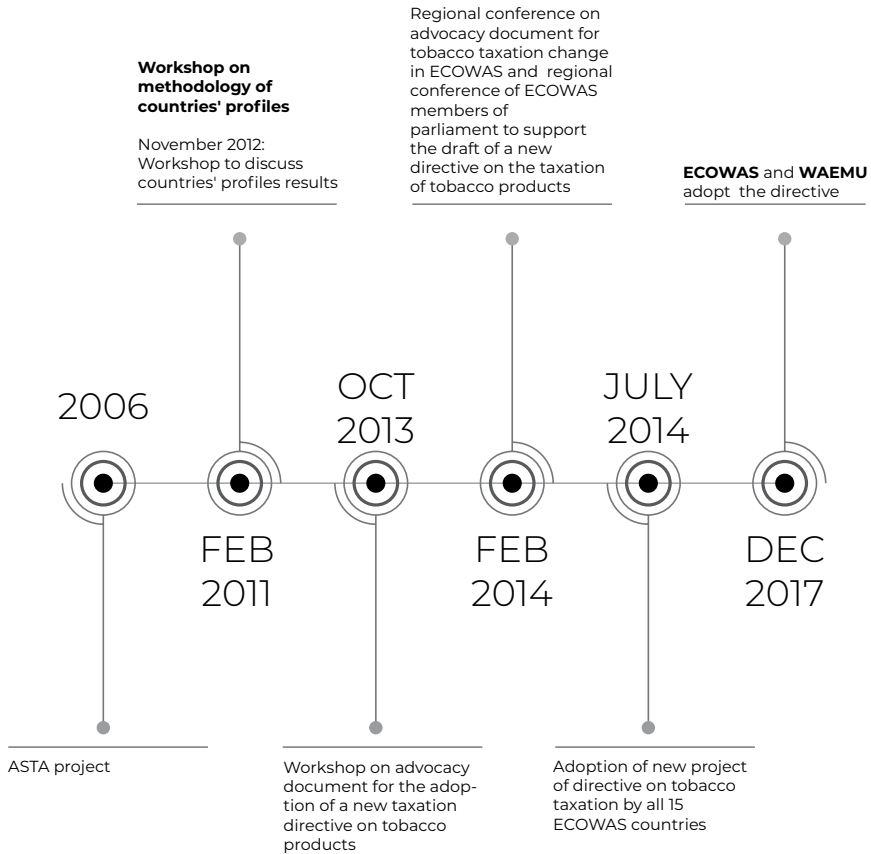 Regional conference on
advocacy document for
tobacco taxation change
in ECOWAS and regional
conference of ECOWAS
members of
parliament to support
the draft of a new
directive on the taxation
of tobacco products
Workshop on
methodology of
countries' profiles
November 2012:
Workshop to discuss
countries' profiles results
ECOWAS and WAEMU
adopt the directive
2006
OCT
2013
JULY
2014
FEB
2011
FEB
2014
DEC
2017
ASTA project
Workshop on advocacy
document for the adop-
tion of a new taxation
directive on tobacco
products
Adoption of new project
of directive on tobacco
taxation by all 15
ECOWAS countries